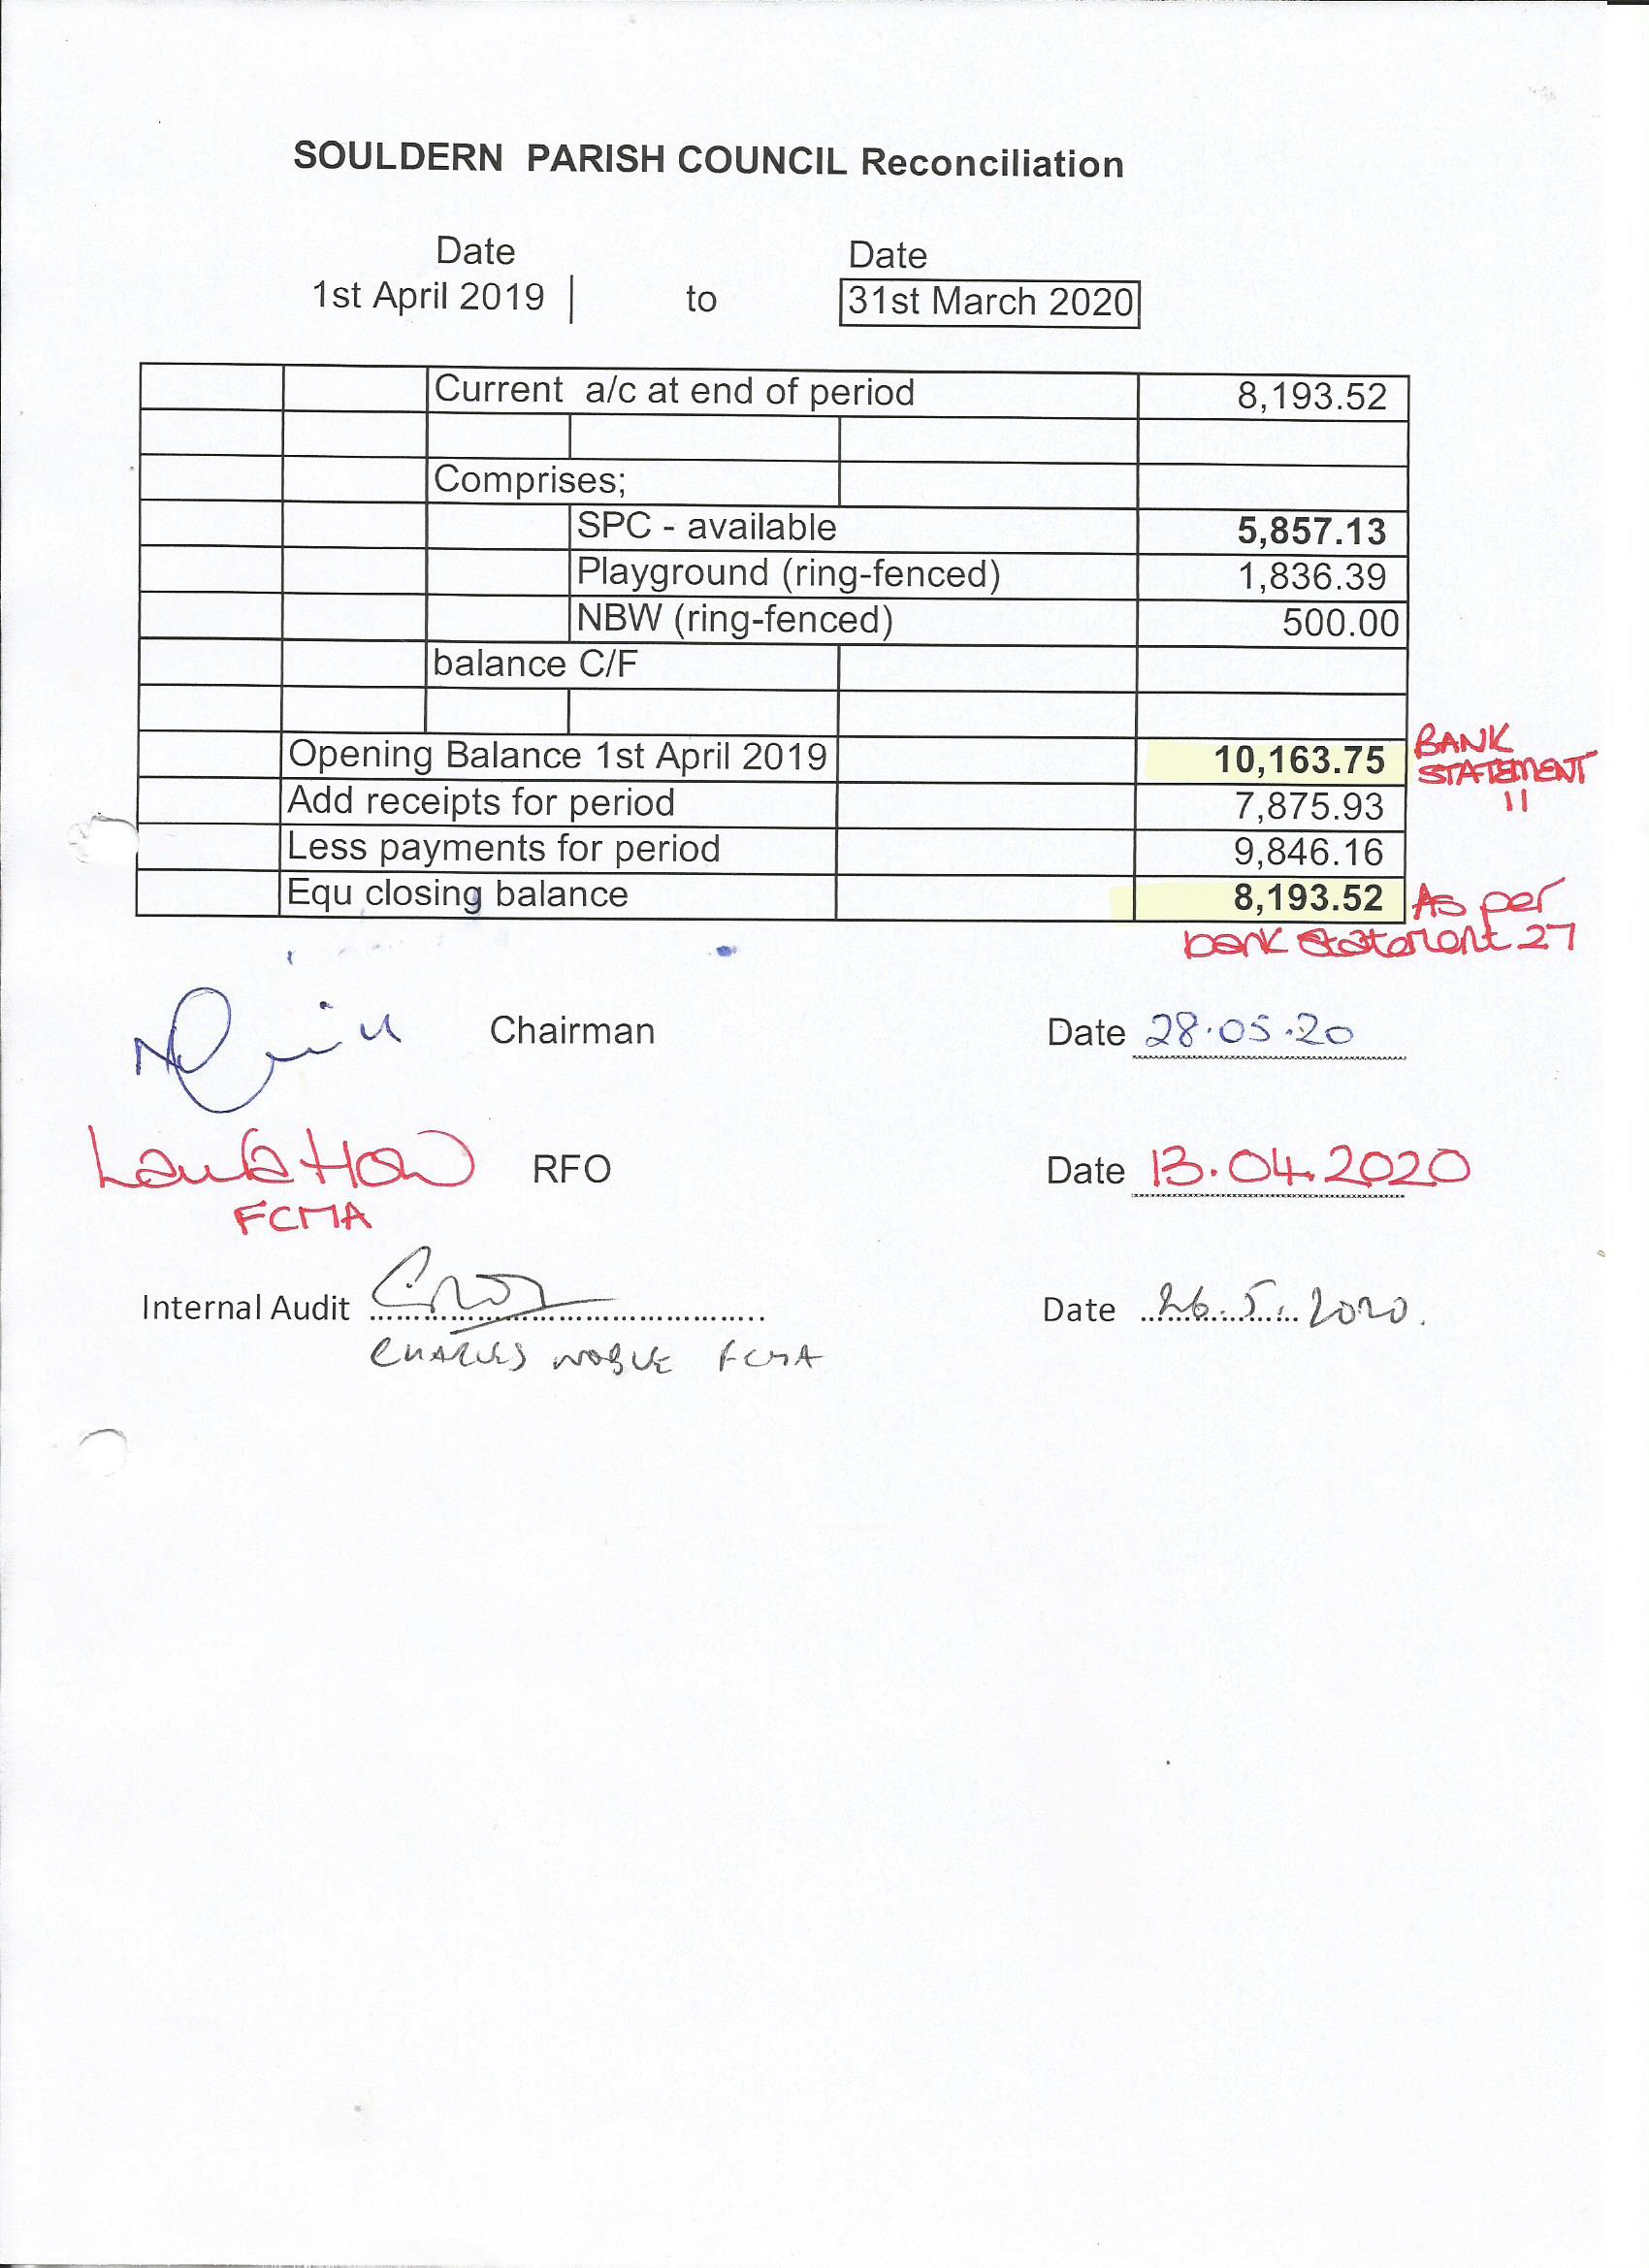 SOULDERN PARISH COUNCIL Reconciliation
Date Date
1st April 2019 to 31st March 2020
Current a/c at end of period 8,193.52
Comprises;
SPC - available 5,857.13
Playground (ring-fenced) 1,836.39
NBW (ring-fenced) 500.00
balance C/F
Opening Balance 1st April 2019 10,163.75 BANK
STATEMENT
11
Add receipts for period 7,875.93
Less payments for period 9,846.16
Equ closing balance 8,193.52 As per
bank statement 27
Chairman Date 28.05.20
RFO Date 13.04.2020
FCMA
Internal Audit Date 26.5.2020.
CHARLES NOBLE FCMA